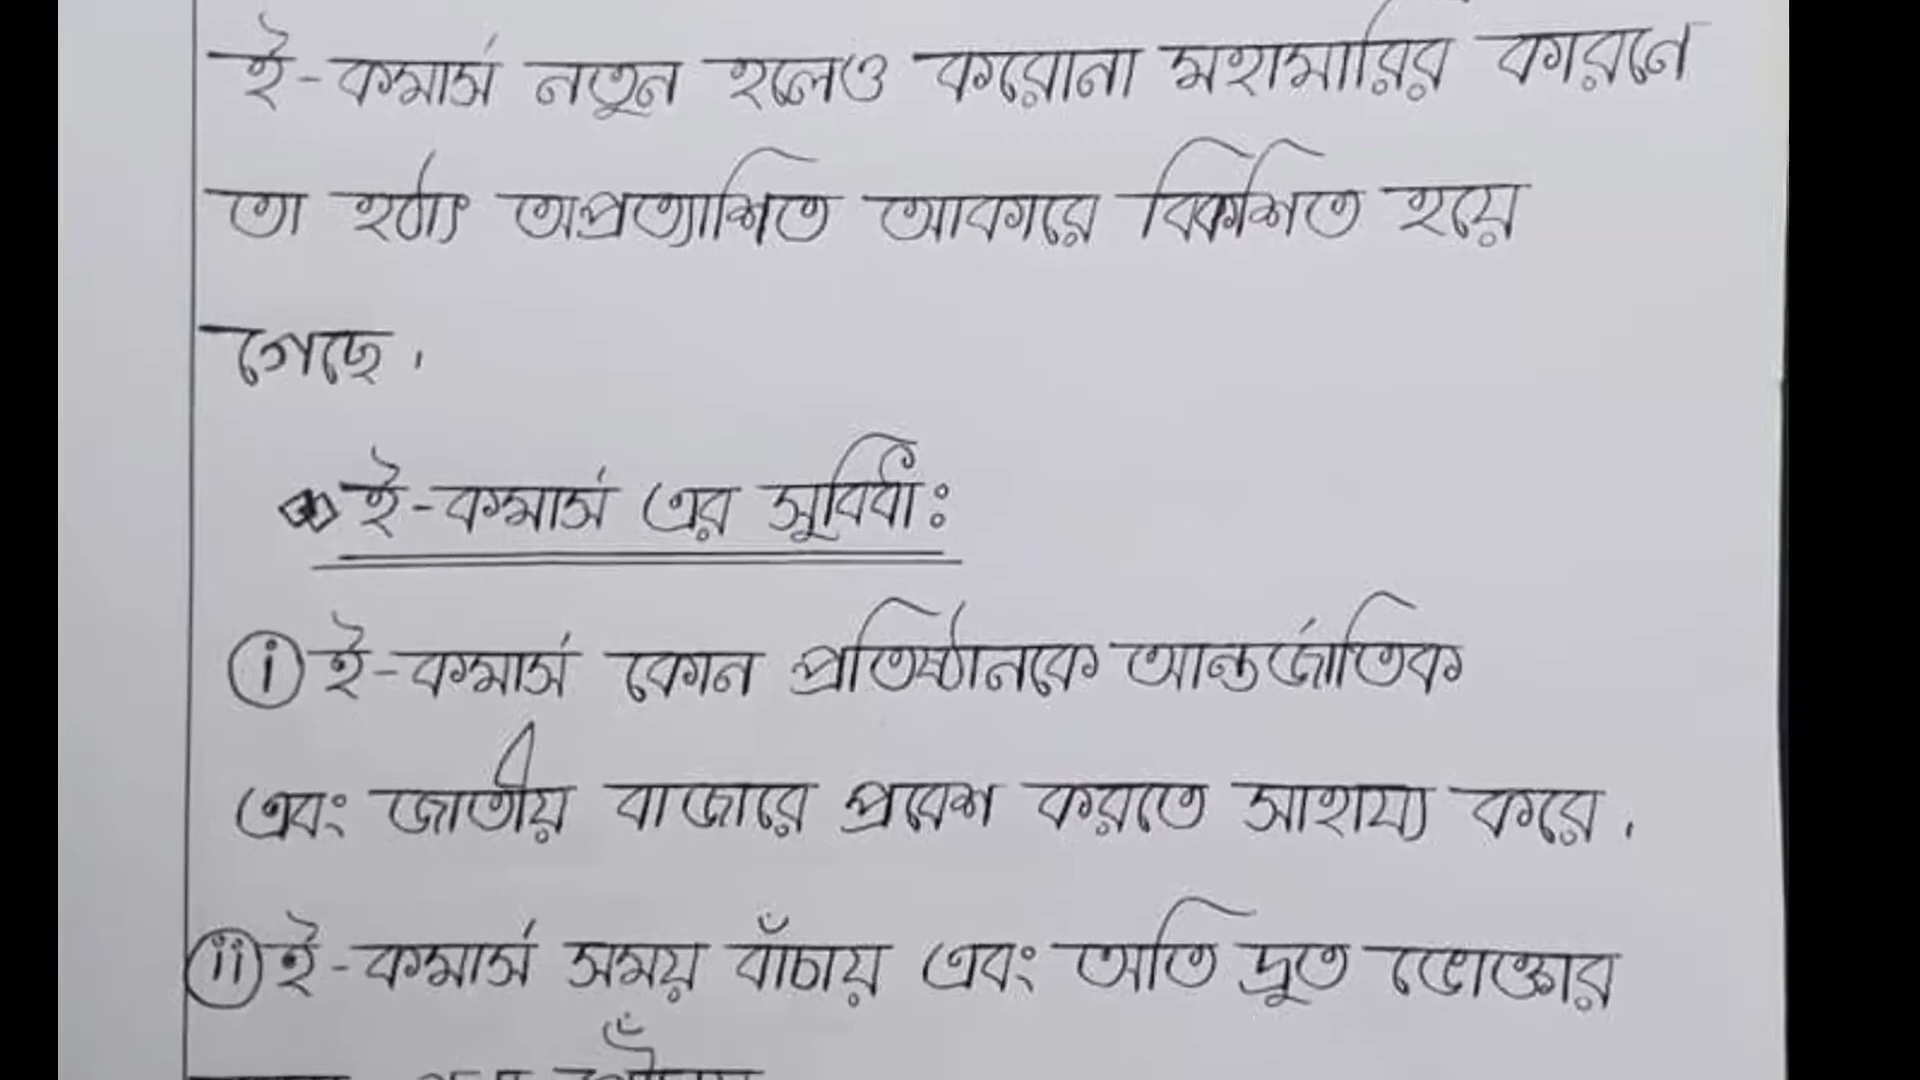 ই-কমার্স নতুন হলেও করোনা মহামারির কারনে
তা হঠাৎ অপ্রত্যাশিত আকারে বিকশিত হয়ে
গেছে।
ই-কমার্স এর সুবিধা:
(i) ই-কমার্স কোন প্রতিষ্ঠানকে আন্তর্জাতিক
এবং জাতীয় বাজারে প্রবেশ করতে সাহায্য করে।
(ii) ই-কমার্স সময় বাঁচায় এবং অতি দ্রুত ভোক্তার